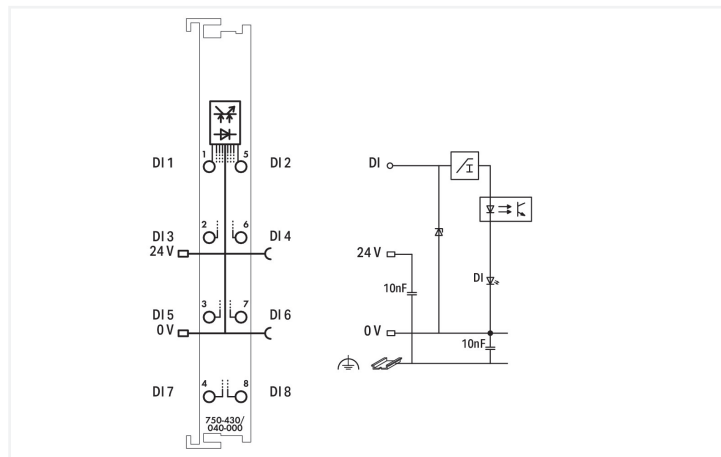 1 5
DI 1 DI 2
2 6
DI 3 DI 4
24 V
3 7
DI 5 DI 6
0 V
4 8
DI 7 DI 8
750-430/
040-000
DI
I
24 V
10nF
DI
0 V
10nF